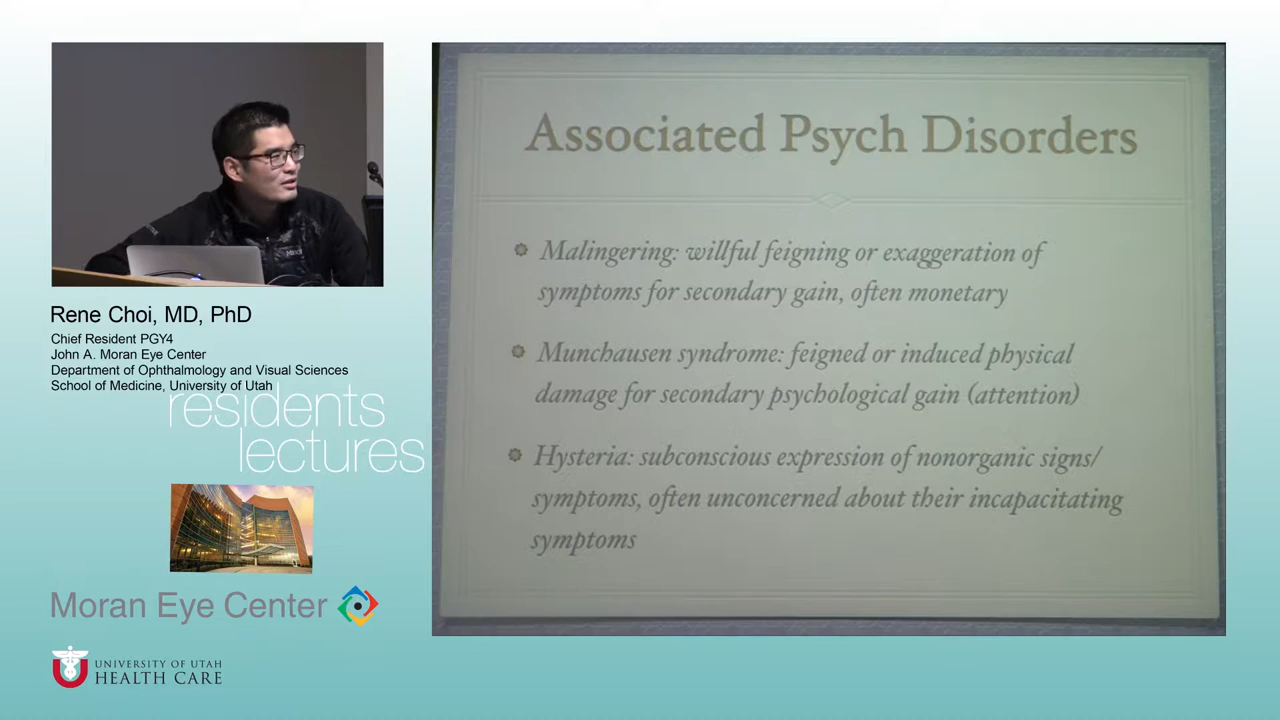 Rene Choi, MD, PhD
Chief Resident PGY4
John A. Moran Eye Center
Department of Ophthalmology and Visual Sciences
School of Medicine, University of Utah
residents
lectures
Moran Eye Center
UNIVERSITY OF UTAH
HEALTH CARE
Associated Psych Disorders
Malingering: willful feigning or exaggeration of
symptoms for secondary gain, often monetary
Munchausen syndrome: feigned or induced physical
damage for secondary psychological gain (attention)
Hysteria: subconscious expression of nonorganic signs/
symptoms, often unconcerned about their incapacitating
symptoms